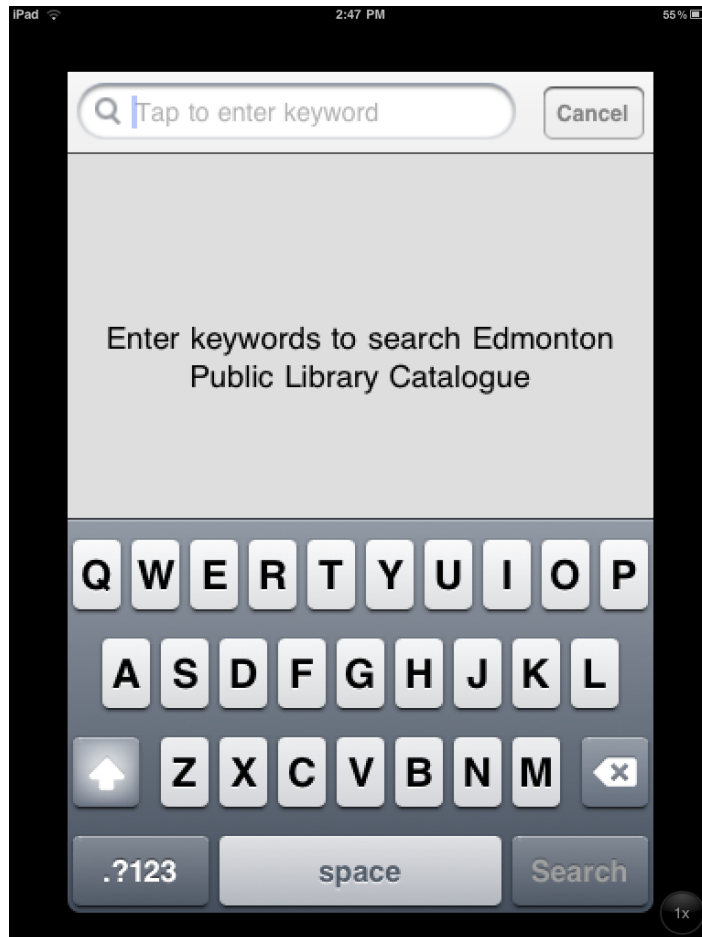 iPad 2:47 PM 55%
Tap to enter keyword Cancel
Enter keywords to search Edmonton
Public Library Catalogue
Q W E R T Y U I O P
A S D F G H J K L
Z X C V B N M
.?123 space Search
1x